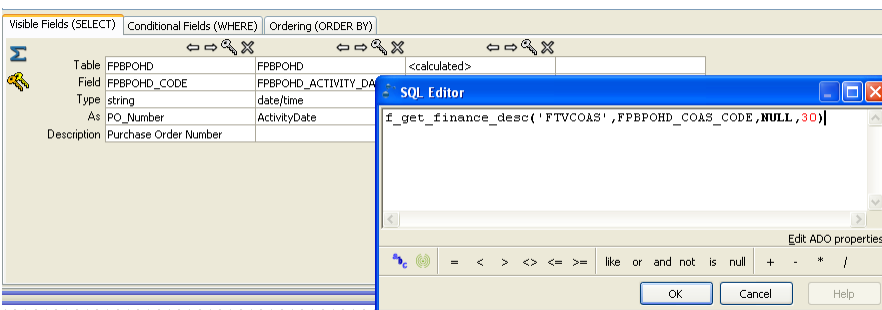 Visible Fields (SELECT) Conditional Fields (WHERE) Ordering (ORDER BY)
Σ
Table FPBPOHD FPBPOHD <calculated>
Field FPBPOHD_CODE FPBPOHD_ACTIVITY_DA
Type string date/time
As PO_Number ActivityDate
Description Purchase Order Number
SQL Editor
f_get_finance_desc('FTVCOAS',FPBPOHD_COAS_CODE,NULL,30)
Edit ADO properties
= < > <> <= >= like or and not is null + - * /
OK Cancel Help